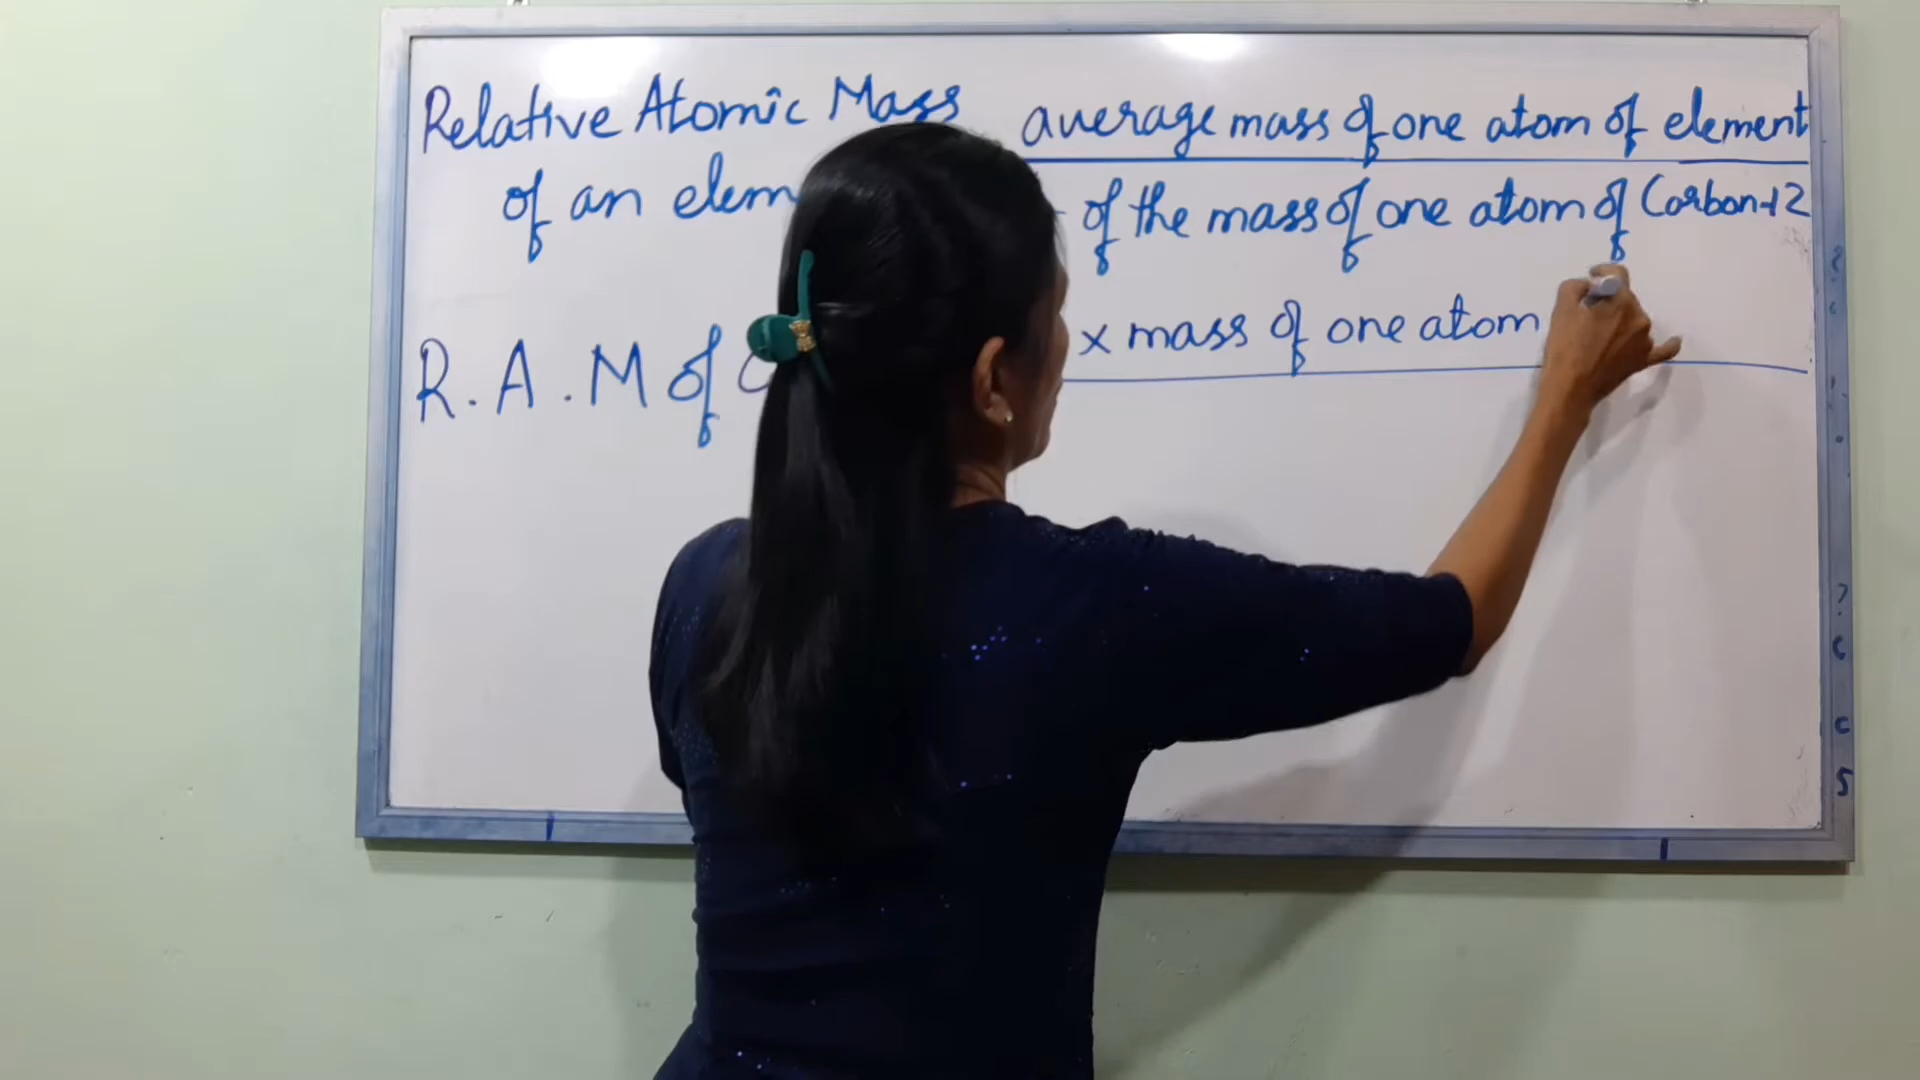 Relative Atomic Mass
of an elem
average mass of one atom of element
of the mass of one atom of Carbon-12
R.A.M of
x mass of one atom